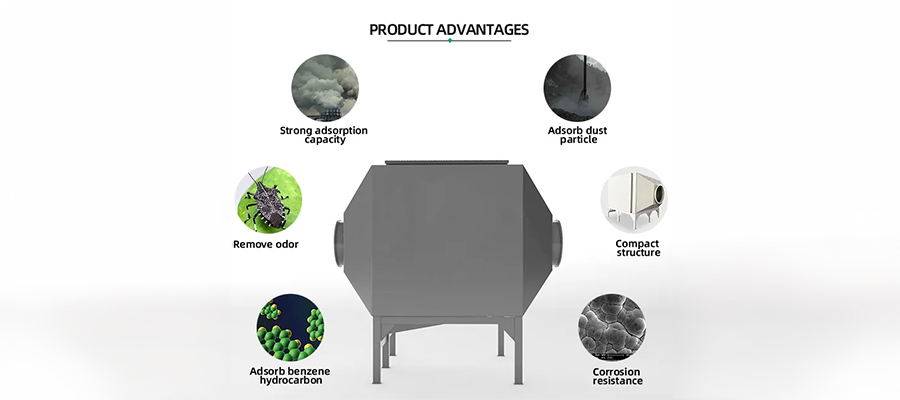 PRODUCT ADVANTAGES
Strong adsorption
capacity
Adsorb dust
particle
Remove odor
Compact
structure
Adsorb benzene
hydrocarbon
Corrosion
resistance